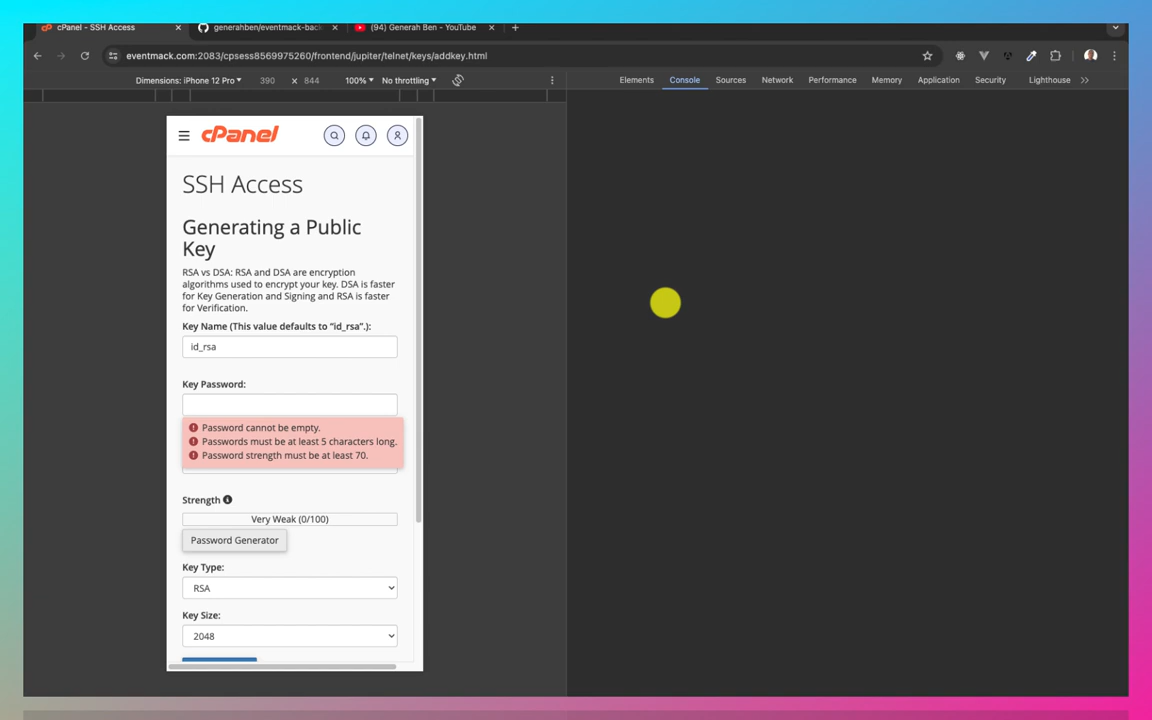 cPanel - SSH Access
generahben/eventmack-back
(94) Generah Ben - YouTube
eventmack.com:2083/cpsess8569975260/frontend/jupiter/telnet/keys/addkey.html
Dimensions: iPhone 12 Pro 390 × 844 100% No throttling
Elements Console Sources Network Performance Memory Application Security Lighthouse
cPanel
SSH Access
Generating a Public
Key
RSA vs DSA: RSA and DSA are encryption
algorithms used to encrypt your key. DSA is faster
for Key Generation and Signing and RSA is faster
for Verification.
Key Name (This value defaults to “id_rsa”.):
id_rsa
Key Password:
Password cannot be empty.
Passwords must be at least 5 characters long.
Password strength must be at least 70.
Strength
Very Weak (0/100)
Password Generator
Key Type:
RSA
Key Size:
2048